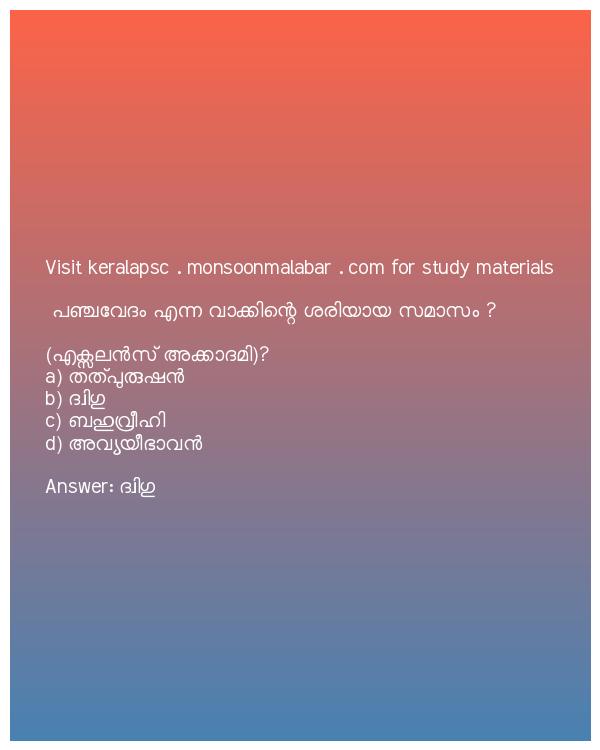 Visit keralapsc . monsoonmalabar . com for study materials
പഞ്ചവേദം എന്ന വാക്കിന്റെ ശരിയായ സമാസം ?
(എക്സലൻസ് അക്കാദമി)?
a) തത്പുരുഷൻ
b) ദ്വിഗു
c) ബഹുവ്രീഹി
d) അവ്യയീഭാവൻ
Answer: ദ്വിഗു